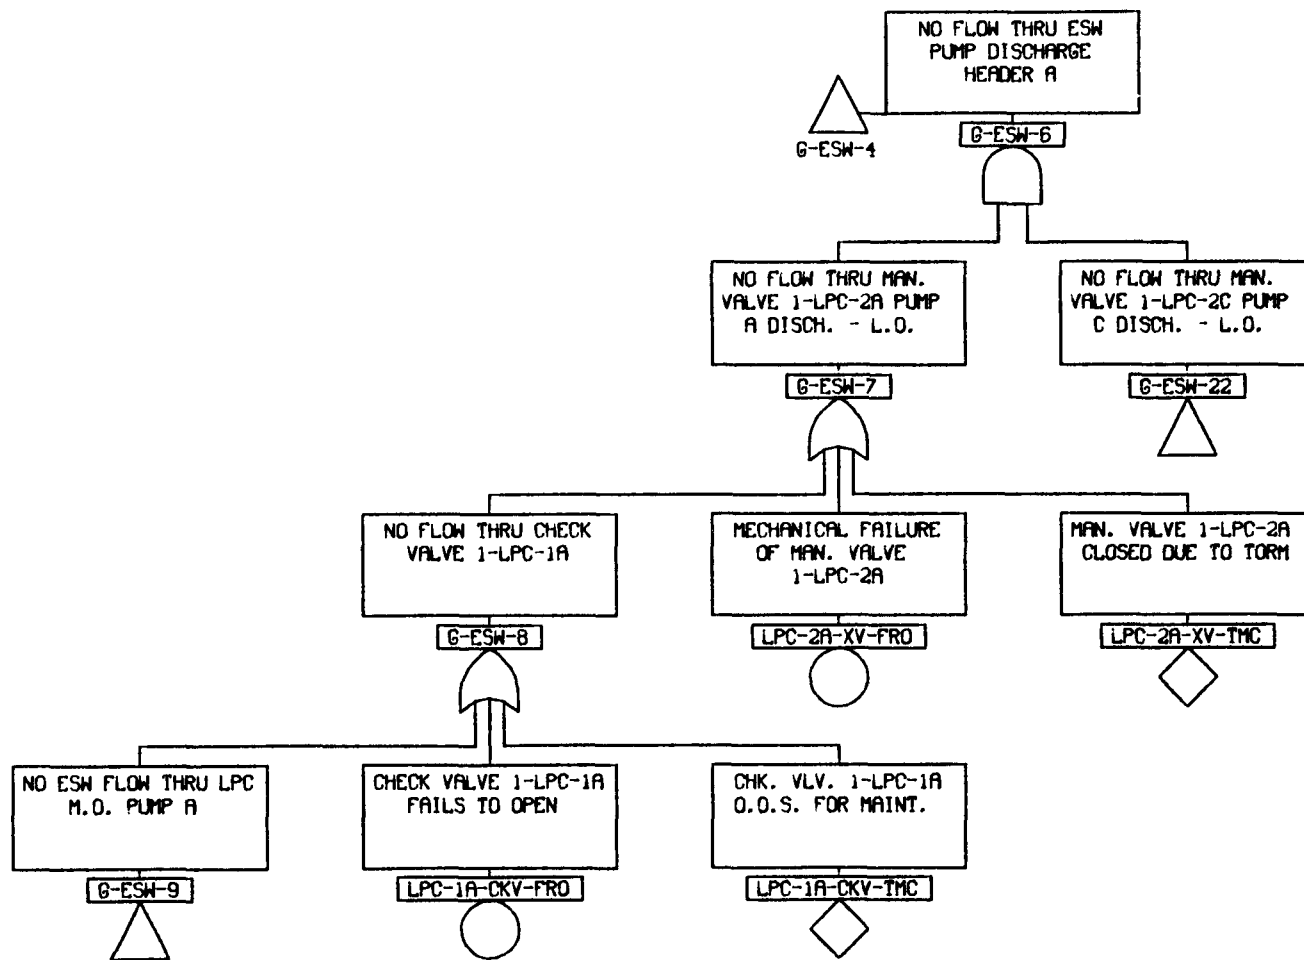 NO FLOW THRU ESW
PUMP DISCHARGE
HEADER A
G-ESW-4
G-ESW-6
NO FLOW THRU MAN.
VALVE 1-LPC-2A PUMP
A DISCH. - L.O.
G-ESW-7
NO FLOW THRU MAN.
VALVE 1-LPC-2C PUMP
C DISCH. - L.O.
G-ESW-22
NO FLOW THRU CHECK
VALVE 1-LPC-1A
G-ESW-8
MECHANICAL FAILURE
OF MAN. VALVE
1-LPC-2A
LPC-2A-XV-FRO
MAN. VALVE 1-LPC-2A
CLOSED DUE TO TORM
LPC-2A-XV-TMC
NO ESW FLOW THRU LPC
M.O. PUMP A
G-ESW-9
CHECK VALVE 1-LPC-1A
FAILS TO OPEN
LPC-1A-CKV-FRO
CHK. VLV. 1-LPC-1A
O.O.S. FOR MAINT.
LPC-1A-CKV-TMC